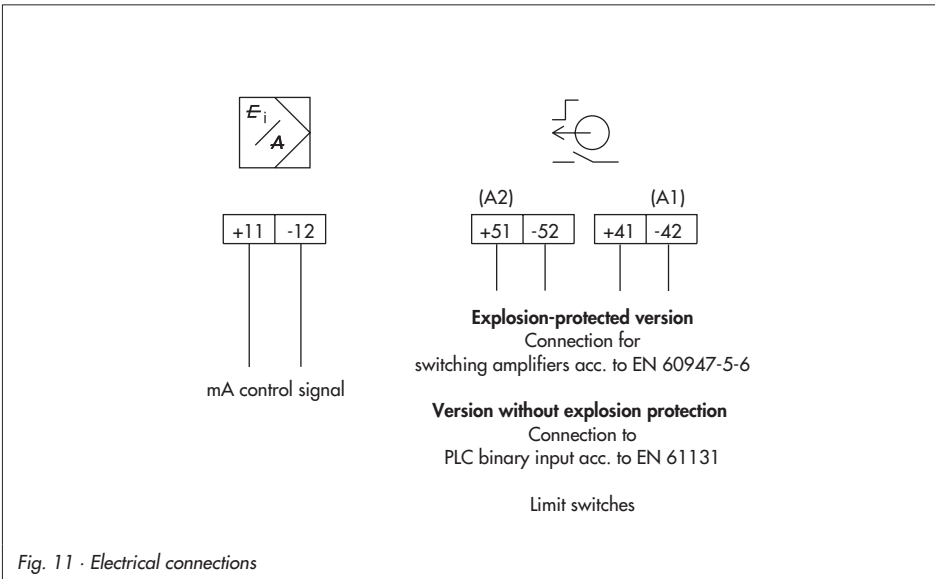 E i
A
(A2) (A1)
+11 -12 +51 -52 +41 -42
mA control signal
Explosion-protected version
Connection for
switching amplifiers acc. to EN 60947-5-6
Version without explosion protection
Connection to
PLC binary input acc. to EN 61131
Limit switches
Fig. 11 · Electrical connections